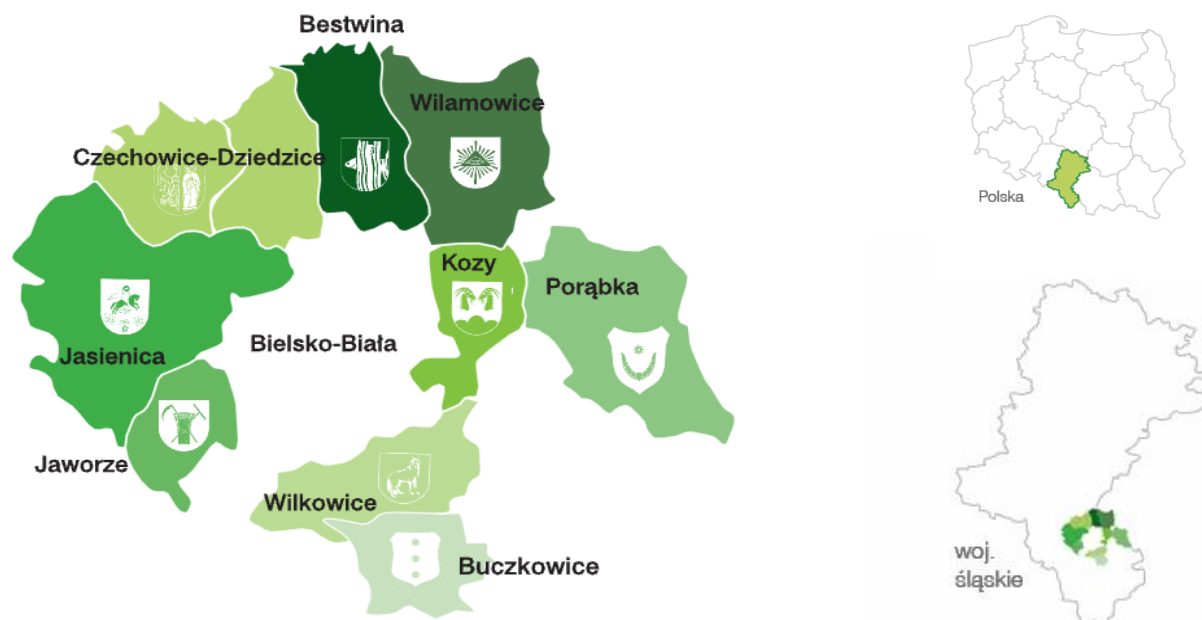 Bestwina
Wilamowice
Czechowice-Dziedzice
Kozy
Porąbka
Bielsko-Biała
Jasienica
Jaworze
Wilkowice
Buczkowice
Polska
woj.
śląskie